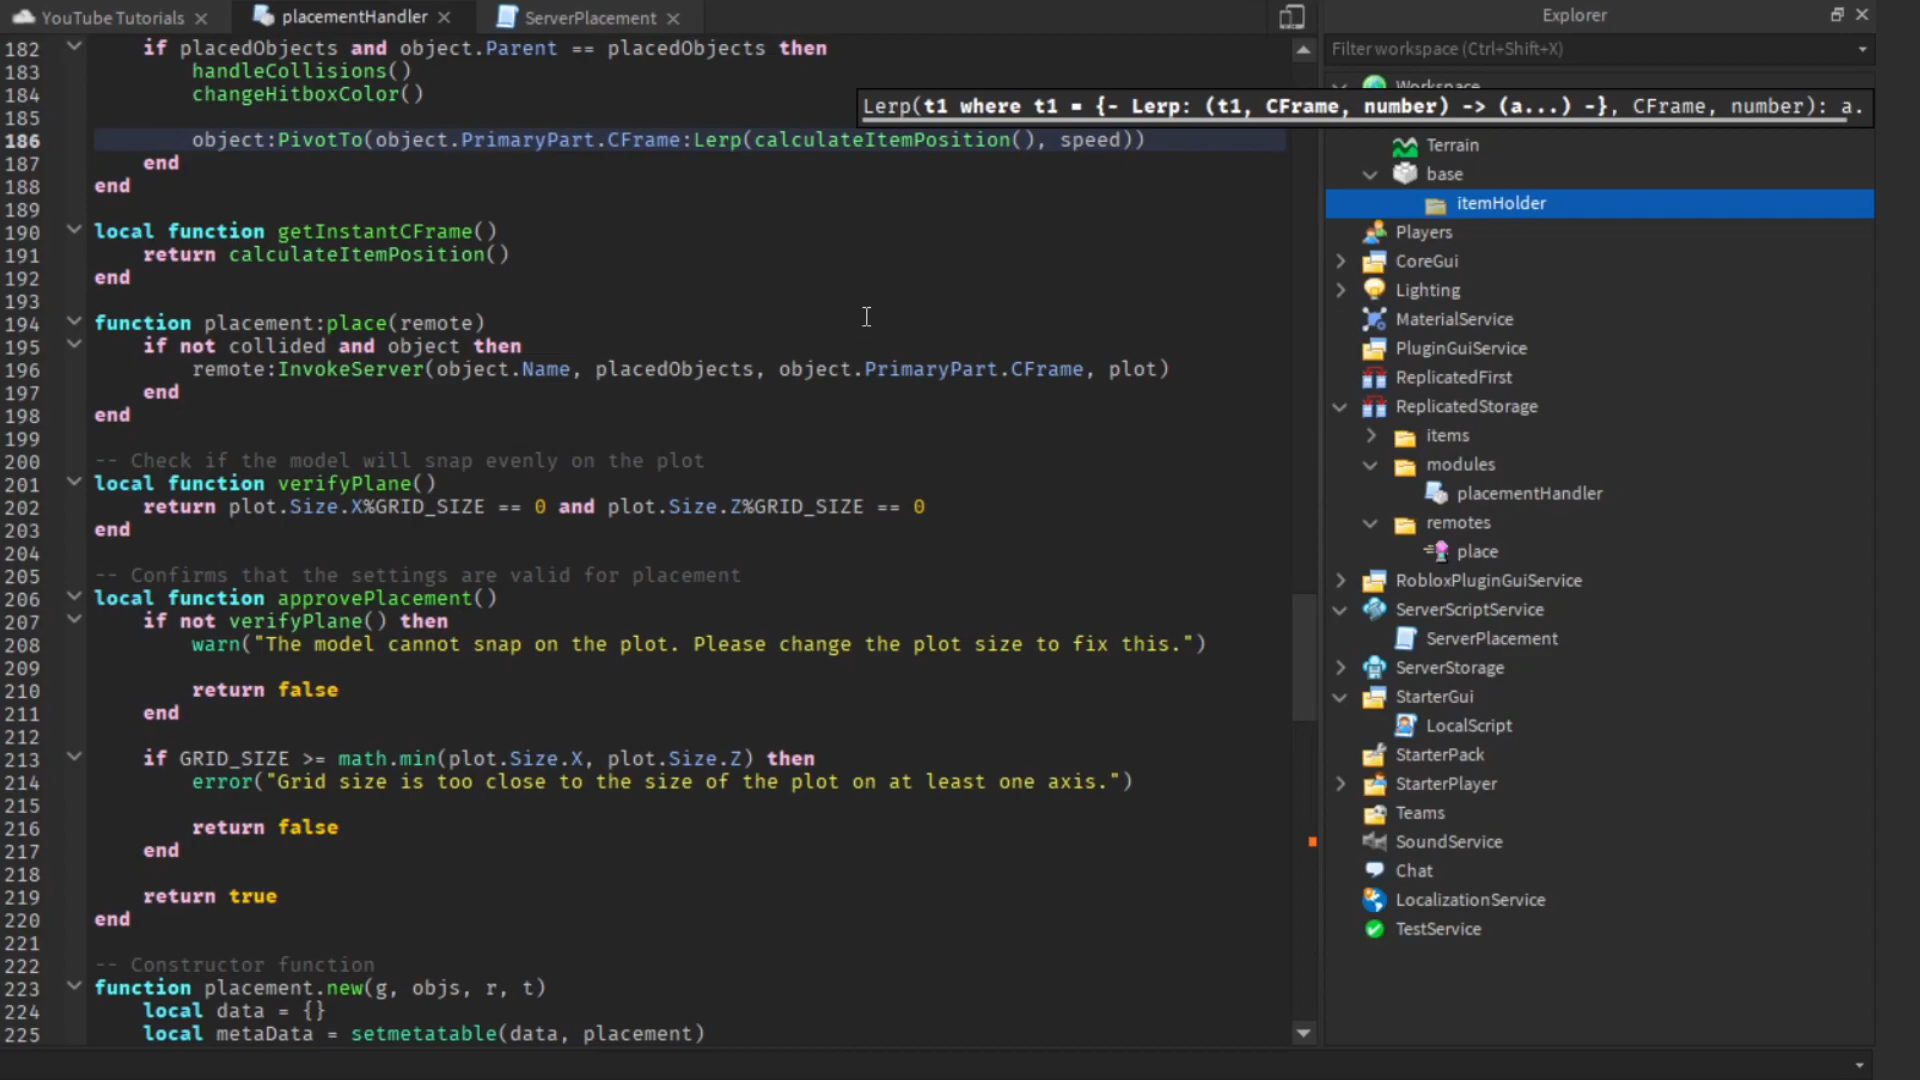 YouTube Tutorials
placementHandler
ServerPlacement
182 if placedObjects and object.Parent == placedObjects then
183 handleCollisions()
184 changeHitboxColor()
185
Lerp(t1 where t1 = {- Lerp: (t1, CFrame, number) -> (a...) -}, CFrame, number): a.
186 object:PivotTo(object.PrimaryPart.CFrame:Lerp(calculateItemPosition(), speed))
187 end
188 end
189
190 local function getInstantCFrame()
191 return calculateItemPosition()
192 end
193
194 function placement:place(remote)
195 if not collided and object then
196 remote:InvokeServer(object.Name, placedObjects, object.PrimaryPart.CFrame, plot)
197 end
198 end
199
200 -- Check if the model will snap evenly on the plot
201 local function verifyPlane()
202 return plot.Size.X%GRID_SIZE == 0 and plot.Size.Z%GRID_SIZE == 0
203 end
204
205 -- Confirms that the settings are valid for placement
206 local function approvePlacement()
207 if not verifyPlane() then
208 warn("The model cannot snap on the plot. Please change the plot size to fix this.")
209
210 return false
211 end
212
213 if GRID_SIZE >= math.min(plot.Size.X, plot.Size.Z) then
214 error("Grid size is too close to the size of the plot on at least one axis.")
215
216 return false
217 end
218
219 return true
220 end
221
222 -- Constructor function
223 function placement.new(g, objs, r, t)
224 local data = {}
225 local metaData = setmetatable(data, placement)
Explorer
Filter workspace (Ctrl+Shift+X)
Workspace
Terrain
base
itemHolder
Players
CoreGui
Lighting
MaterialService
PluginGuiService
ReplicatedFirst
ReplicatedStorage
items
modules
placementHandler
remotes
place
RobloxPluginGuiService
ServerScriptService
ServerPlacement
ServerStorage
StarterGui
LocalScript
StarterPack
StarterPlayer
Teams
SoundService
Chat
LocalizationService
TestService